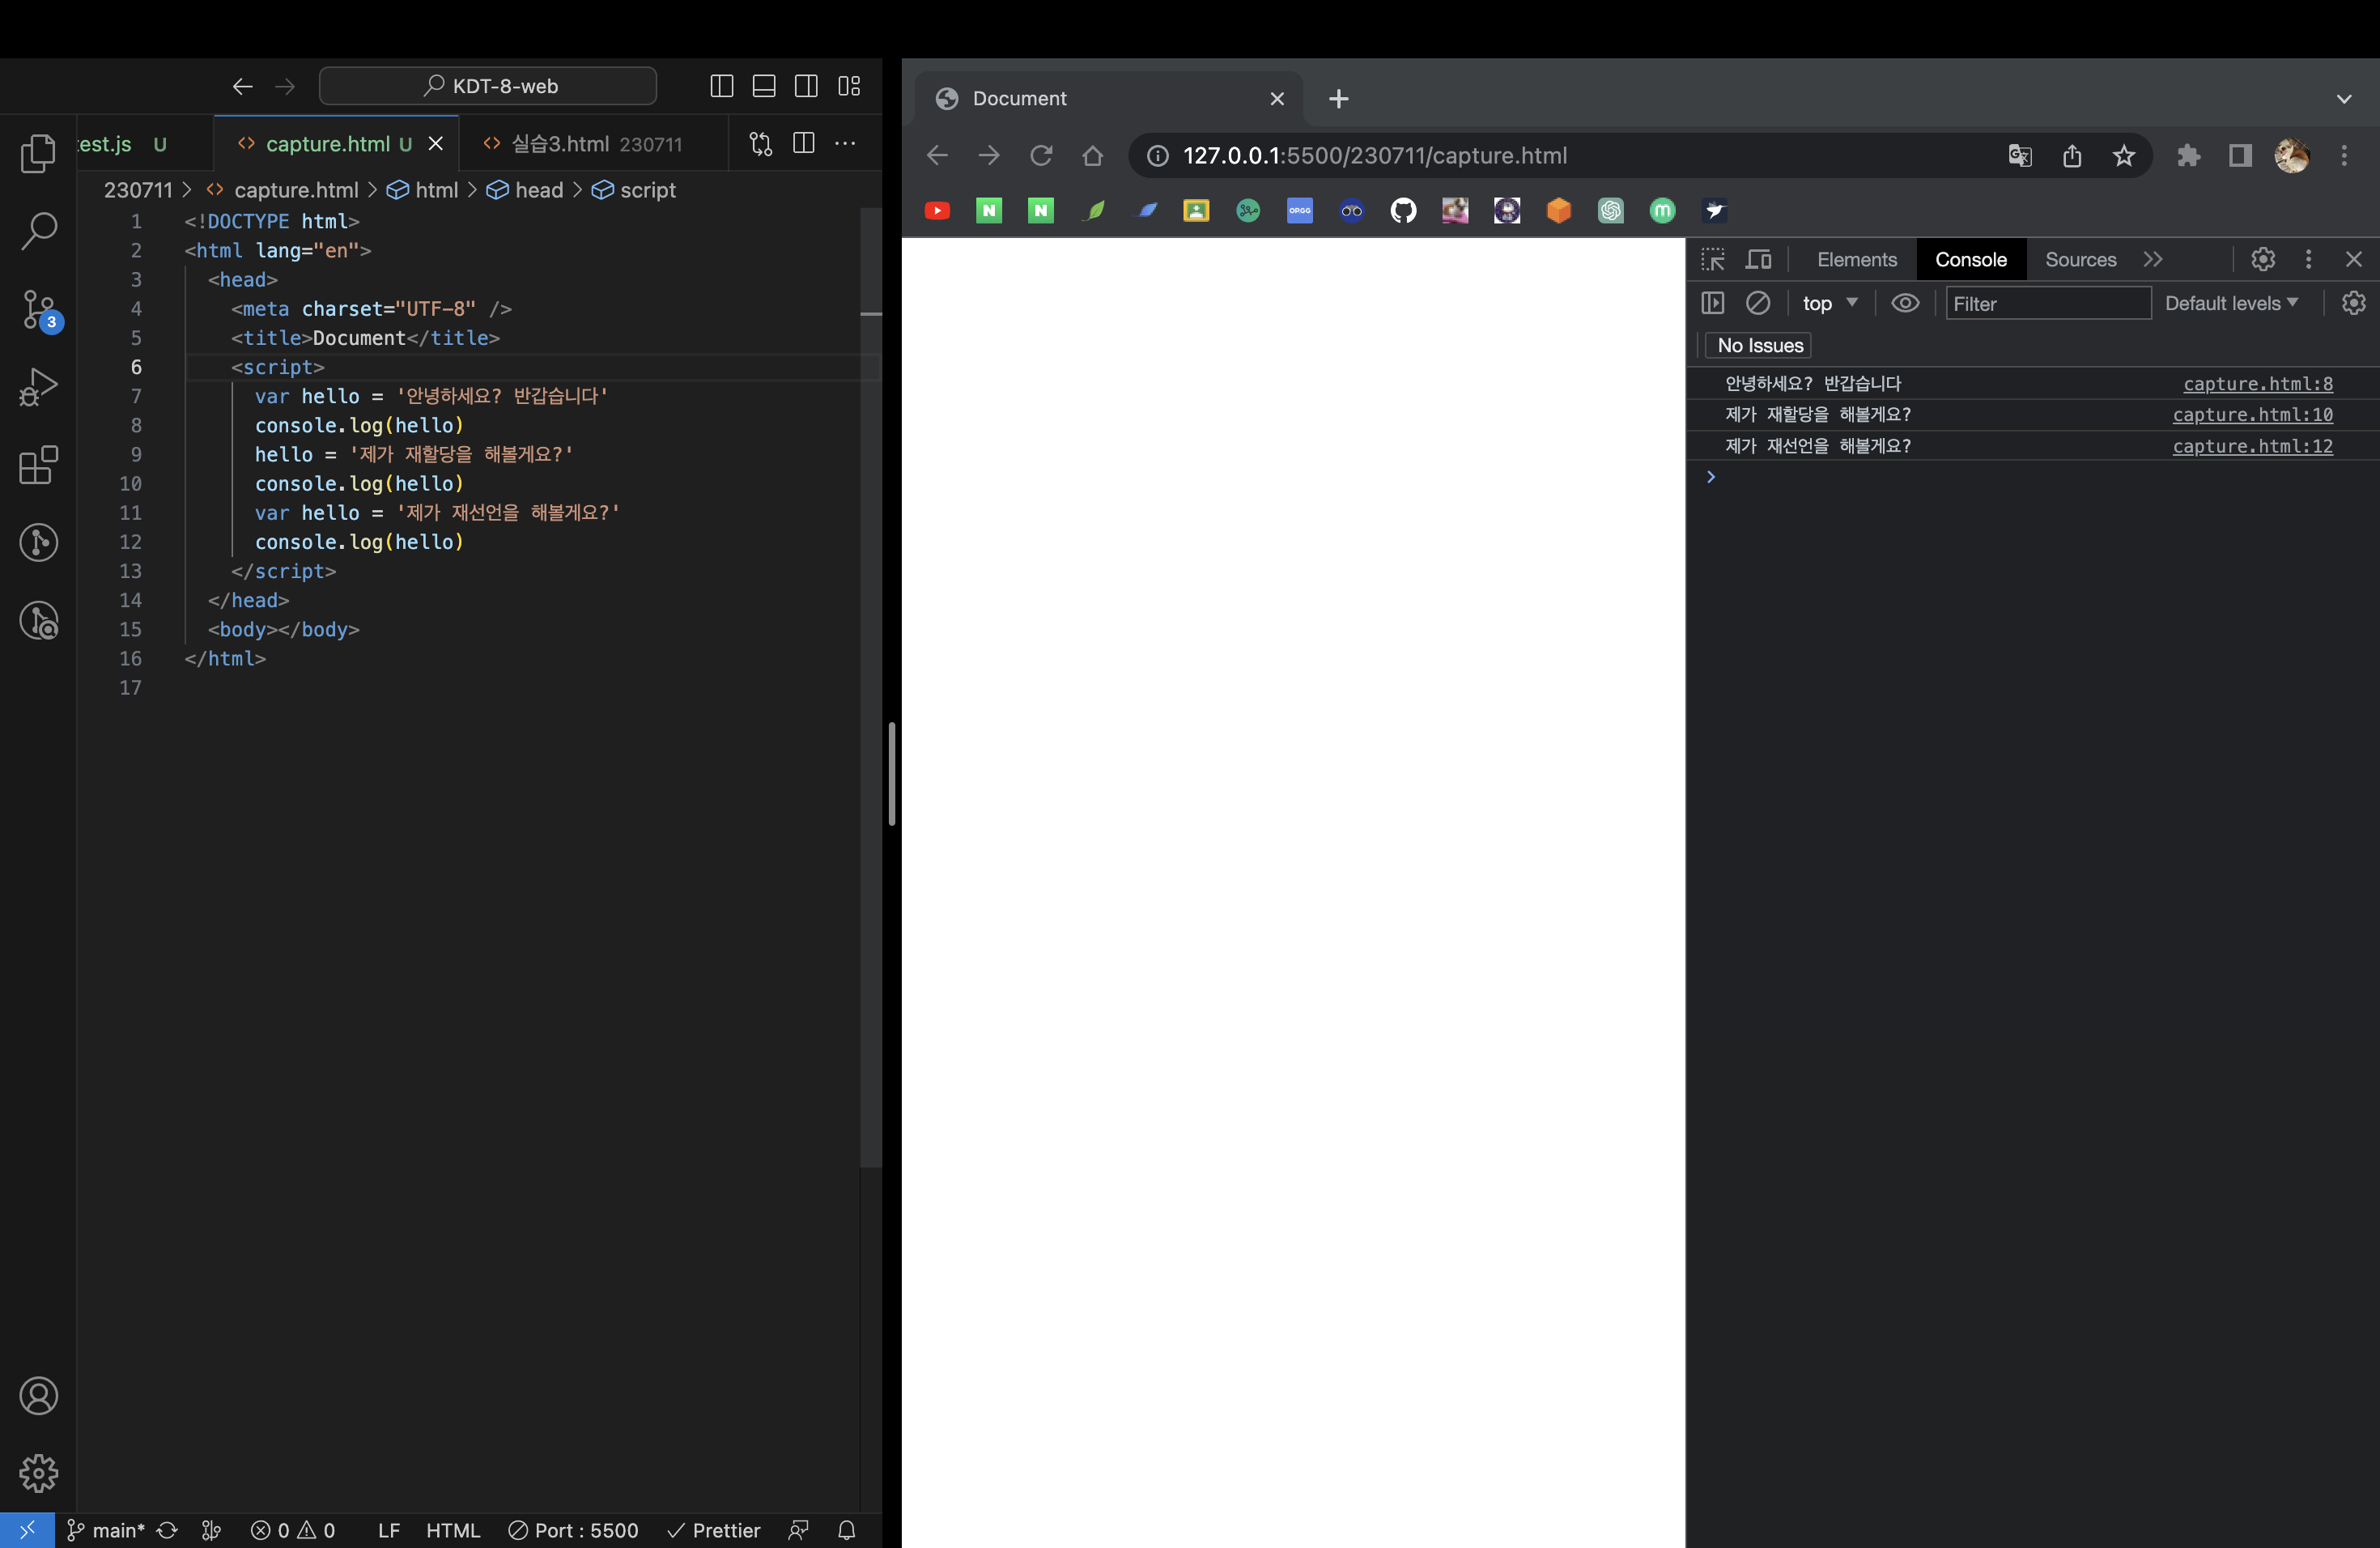 KDT-8-web
est.js U
capture.html U
실습3.html 230711
230711 > capture.html > html > head > script
1 <!DOCTYPE html>
2 <html lang="en">
3 <head>
4 <meta charset="UTF-8" />
5 <title>Document</title>
6 <script>
7 var hello = '안녕하세요? 반갑습니다'
8 console.log(hello)
9 hello = '제가 재할당을 해볼게요?'
10 console.log(hello)
11 var hello = '제가 재선언을 해볼게요?'
12 console.log(hello)
13 </script>
14 </head>
15 <body></body>
16 </html>
17
3
main* 0 0 LF HTML Port : 5500 Prettier
Document
127.0.0.1:5500/230711/capture.html
N N OP.GG m
Elements Console Sources
top Filter Default levels
No Issues
안녕하세요? 반갑습니다 capture.html:8
제가 재할당을 해볼게요? capture.html:10
제가 재선언을 해볼게요? capture.html:12